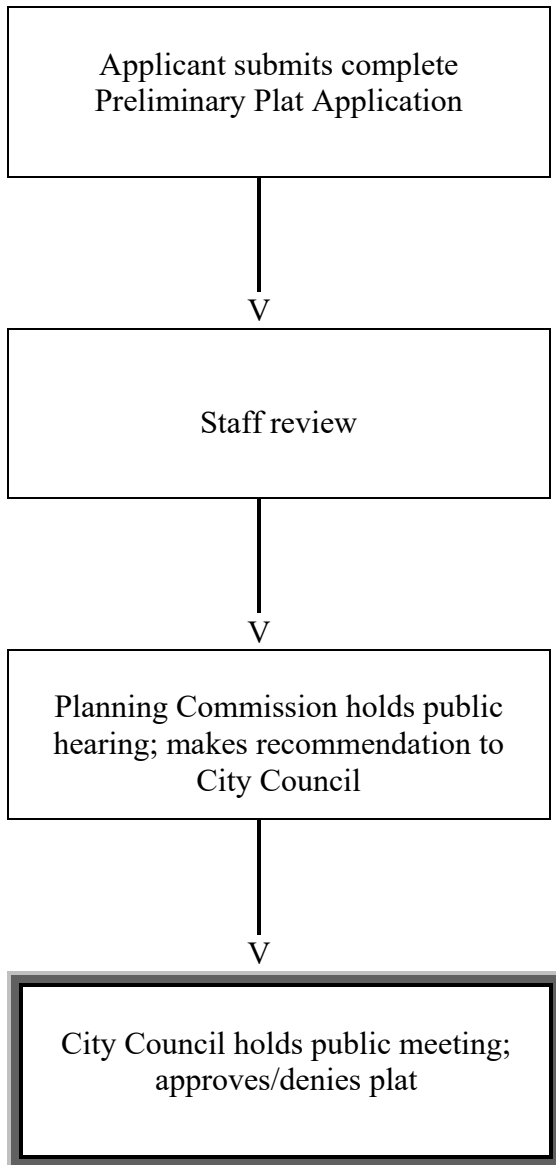 Applicant submits complete
Preliminary Plat Application
V
Staff review
V
Planning Commission holds public
hearing; makes recommendation to
City Council
V
City Council holds public meeting;
approves/denies plat